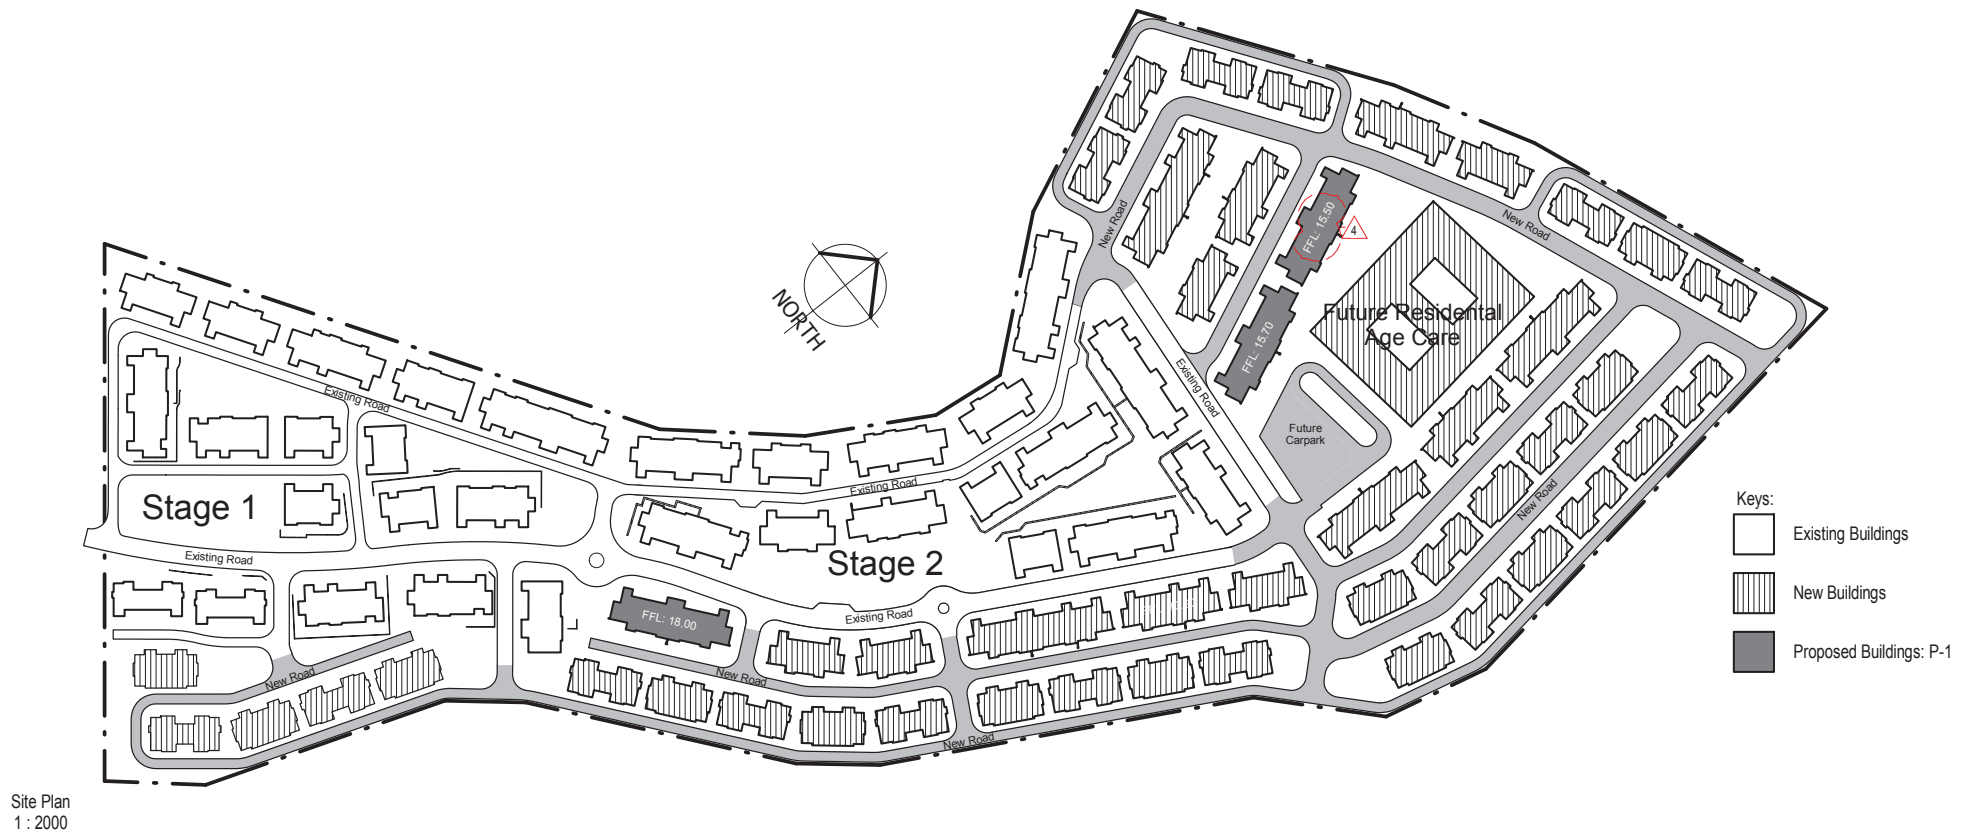 New Road
New Road
FFL: 15.50
4
FFL: 15.70
Future Residental
Age Care
NORTH
Existing Road
Existing Road
Future
Carpark
Existing Road
Stage 1
Stage 2
New Road
Existing Road
Existing Road
FFL: 18.00
New Road
New Road
New Road
Keys:
Existing Buildings
New Buildings
Proposed Buildings: P-1
Site Plan
1 : 2000